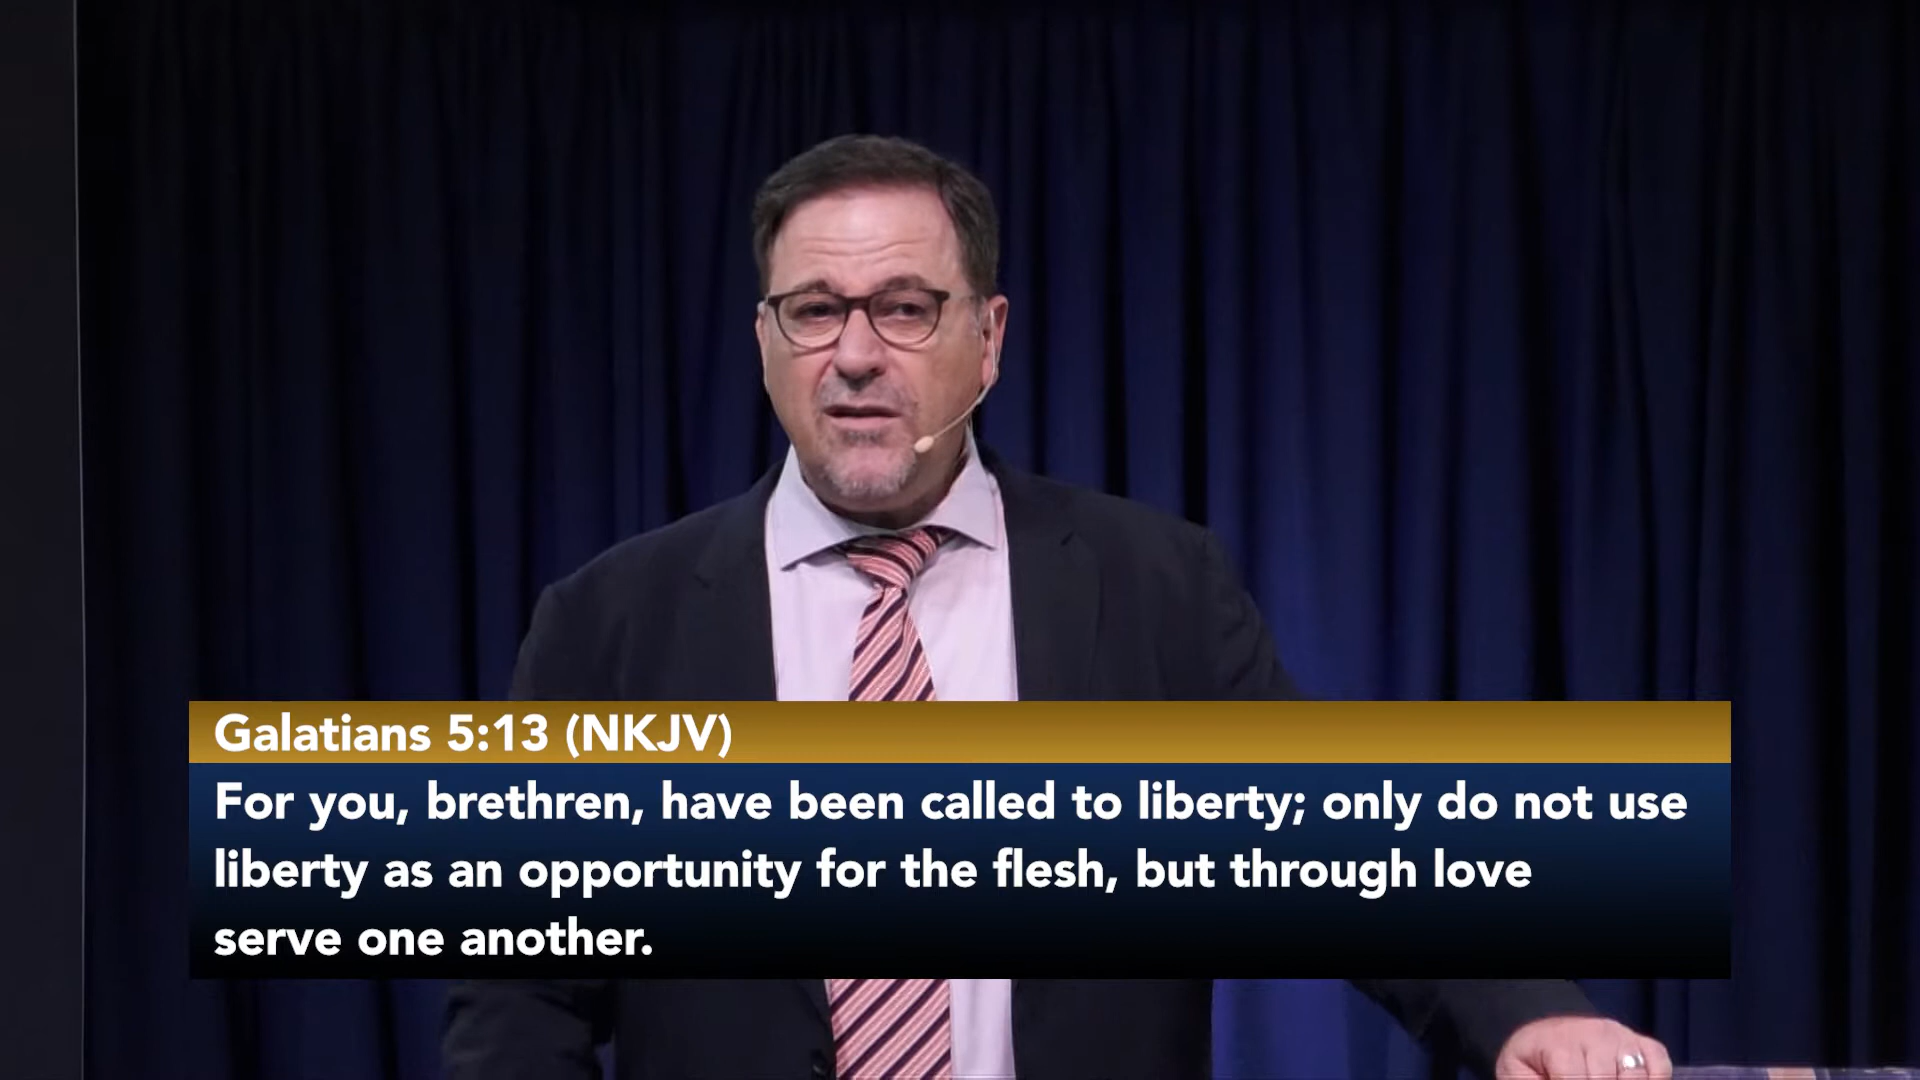 Galatians 5:13 (NKJV)
For you, brethren, have been called to liberty; only do not use
liberty as an opportunity for the flesh, but through love
serve one another.